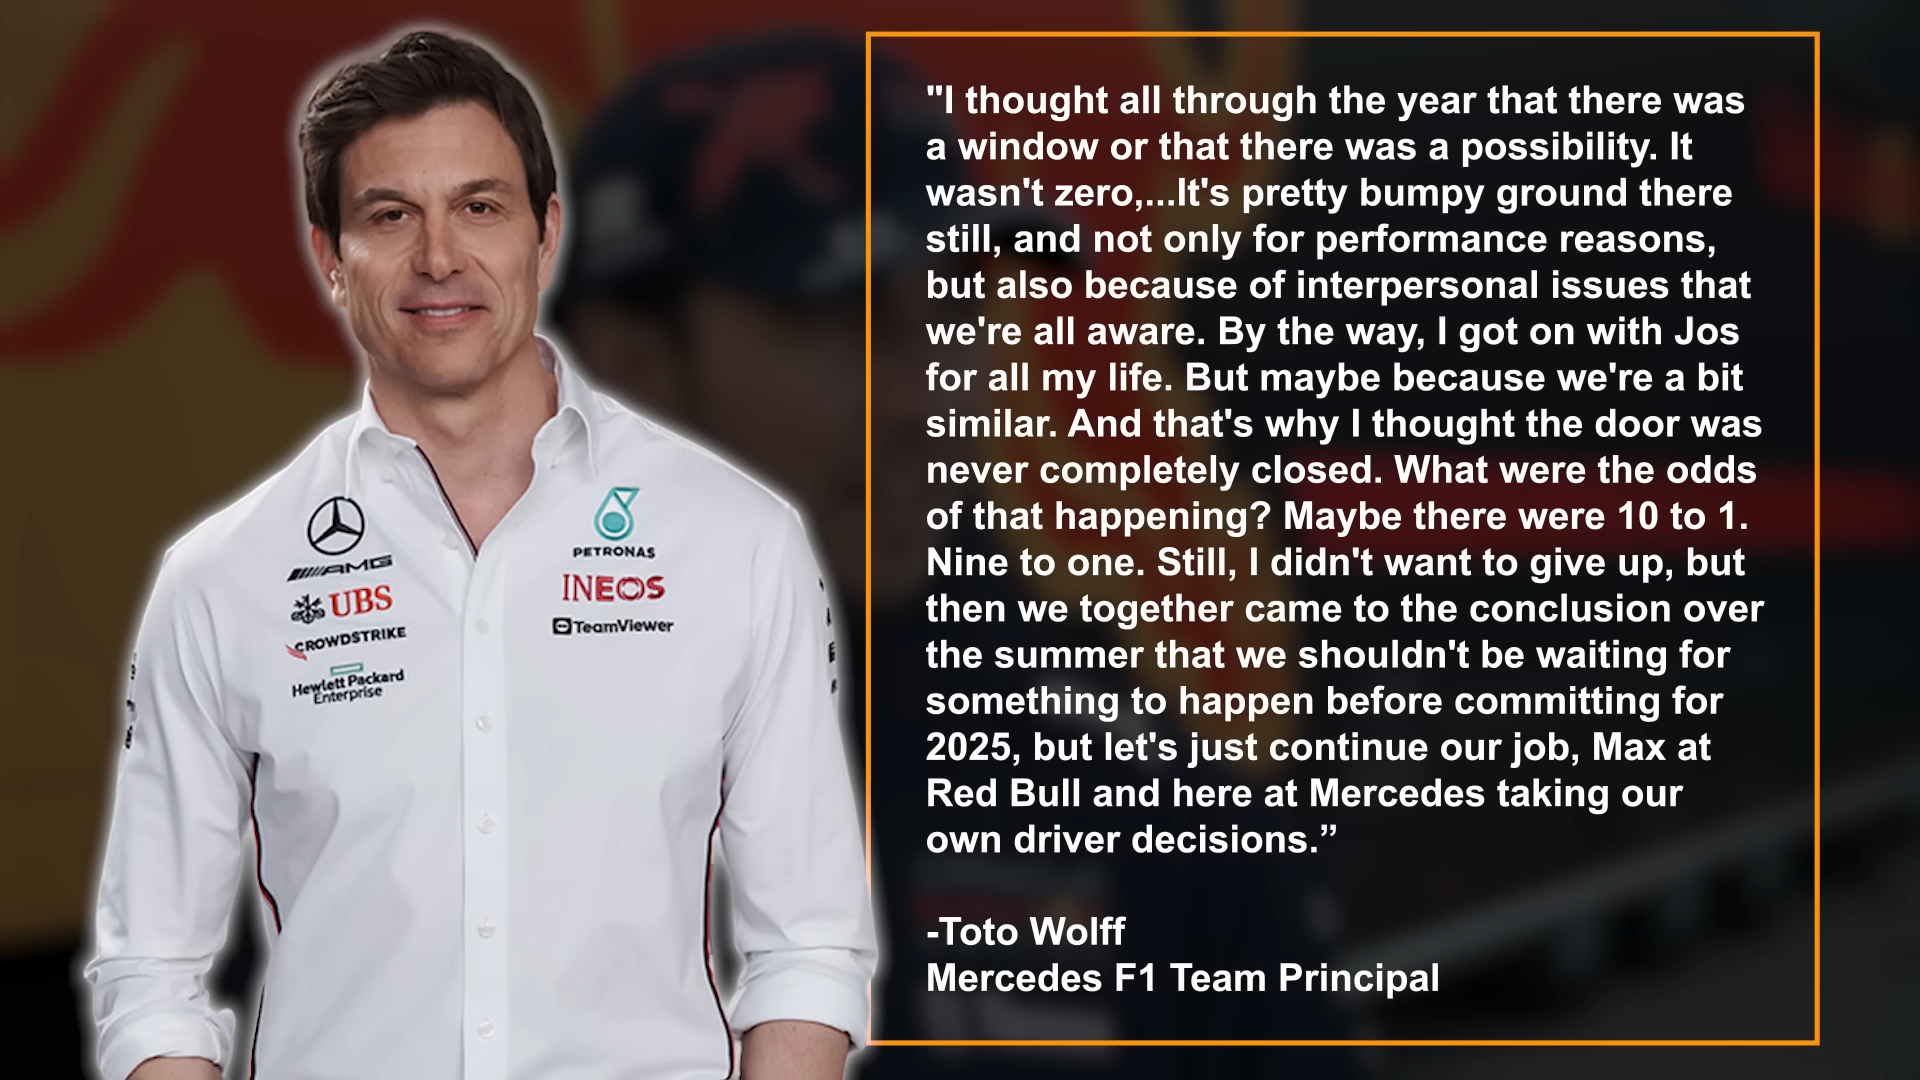 "I thought all through the year that there was
a window or that there was a possibility. It
wasn't zero,...It's pretty bumpy ground there
still, and not only for performance reasons,
but also because of interpersonal issues that
we're all aware. By the way, I got on with Jos
for all my life. But maybe because we're a bit
similar. And that's why I thought the door was
never completely closed. What were the odds
of that happening? Maybe there were 10 to 1.
Nine to one. Still, I didn't want to give up, but
then we together came to the conclusion over
the summer that we shouldn't be waiting for
something to happen before committing for
2025, but let's just continue our job, Max at
Red Bull and here at Mercedes taking our
own driver decisions.”
-Toto Wolff
Mercedes F1 Team Principal
AMG
UBS
CROWDSTRIKE
Hewlett Packard
Enterprise
PETRONAS
INEOS
TeamViewer